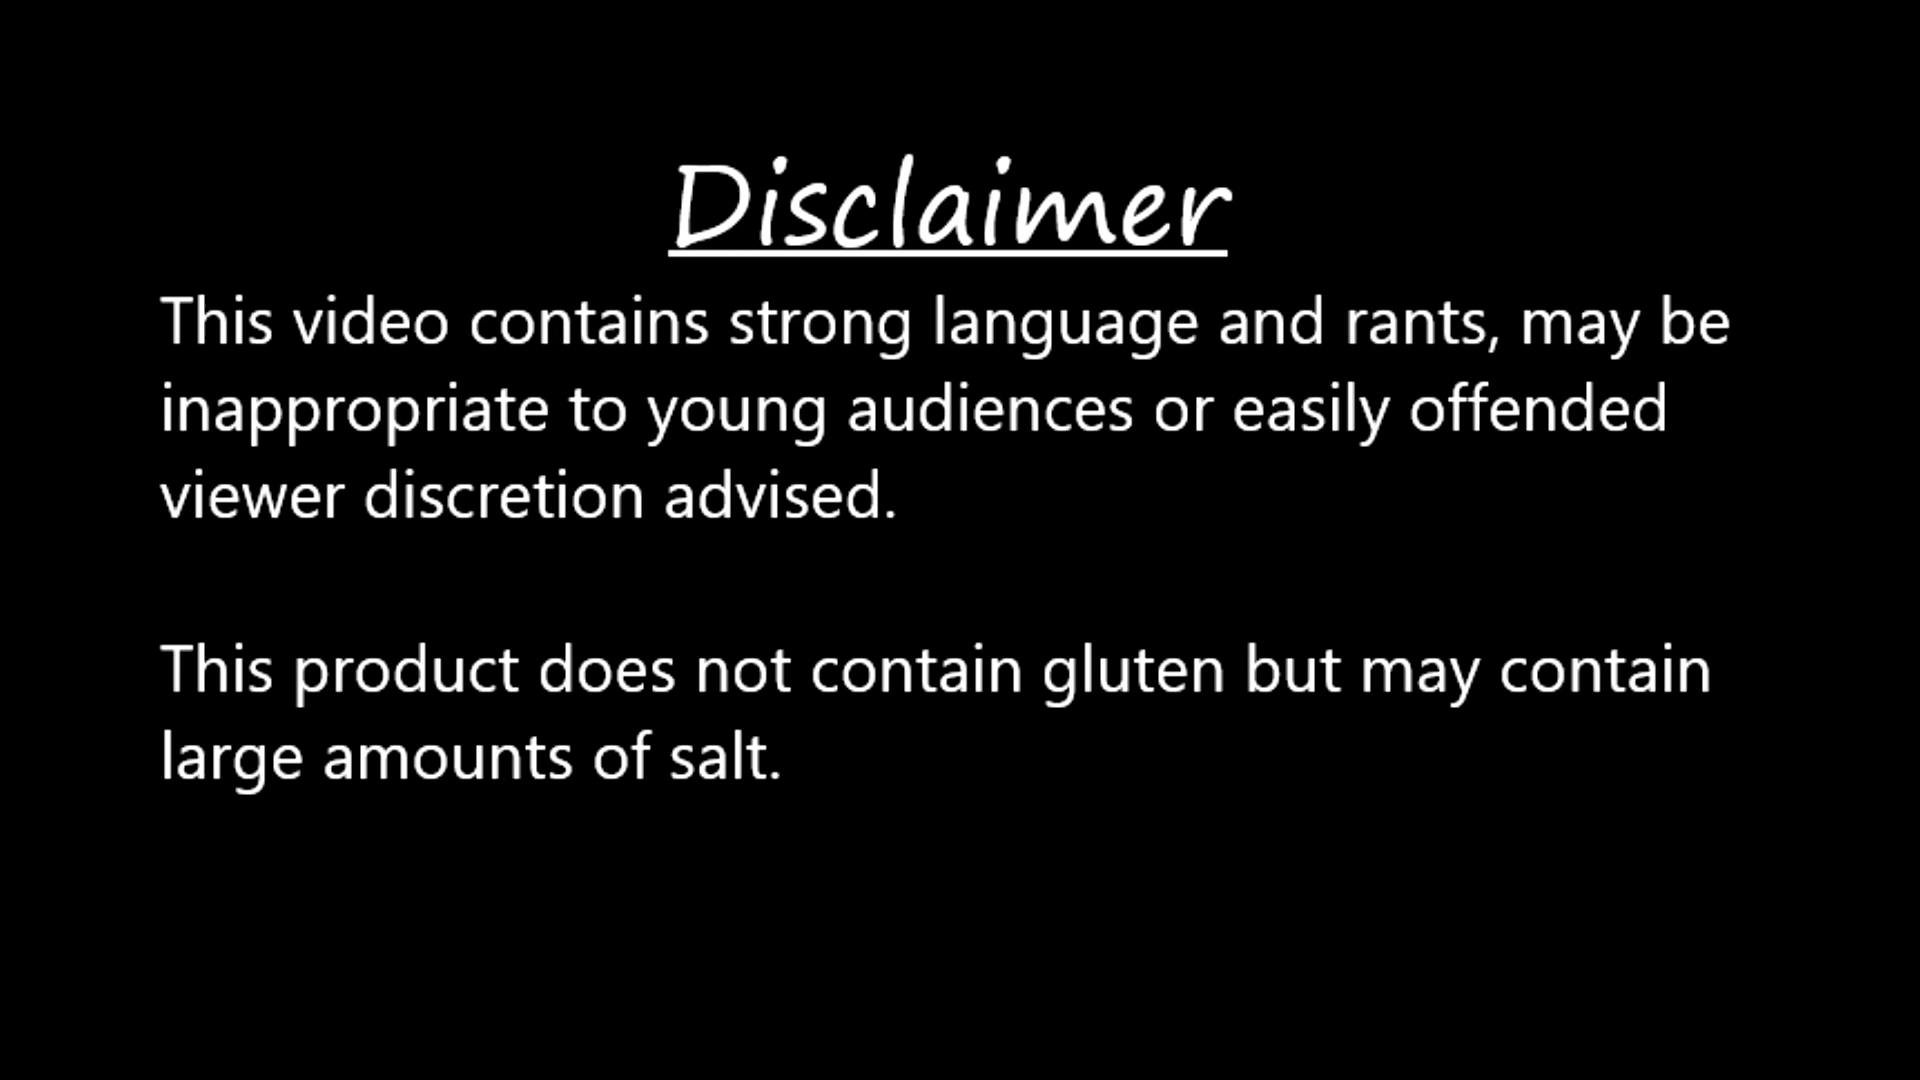 Disclaimer
This video contains strong language and rants, may be
inappropriate to young audiences or easily offended
viewer discretion advised.
This product does not contain gluten but may contain
large amounts of salt.